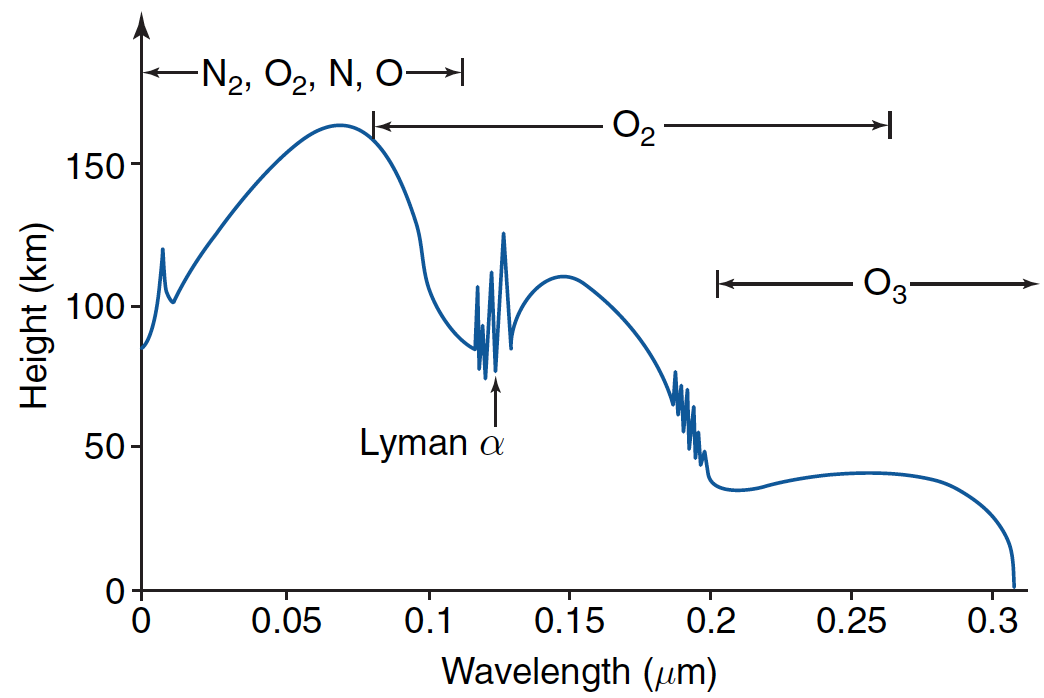 N₂, O₂, N, O
O₂
150
O₃
100
Height (km)
Lyman α
50
0
0 0.05 0.1 0.15 0.2 0.25 0.3
Wavelength (μm)